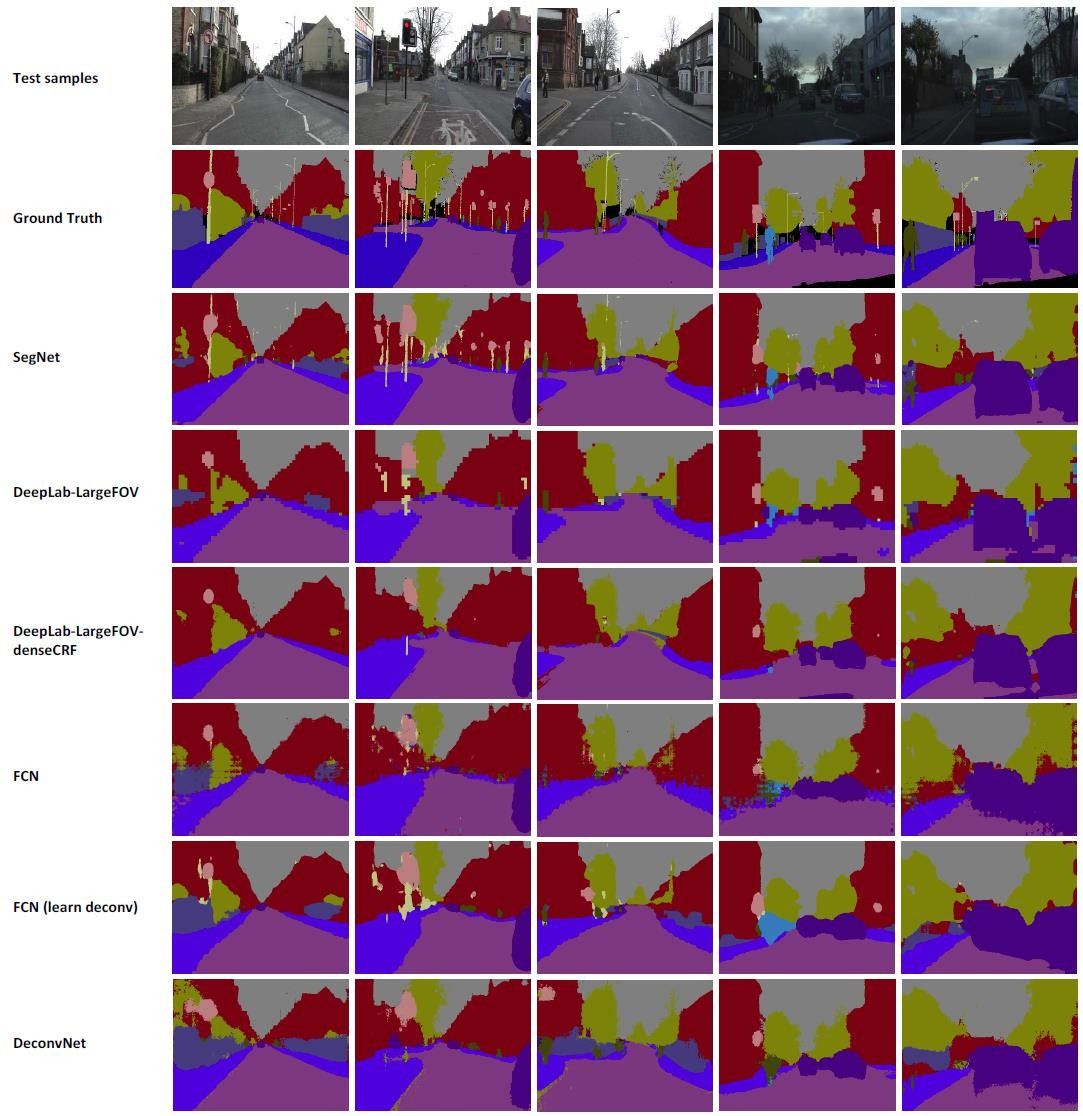 Test samples
Ground Truth
SegNet
DeepLab-LargeFOV
DeepLab-LargeFOV-
denseCRF
FCN
FCN (learn deconv)
DeconvNet